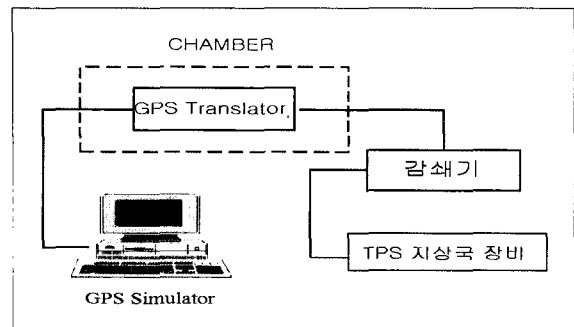 CHAMBER
GPS Translator
감쇄기
TPS 지상국 장비
GPS Simulator